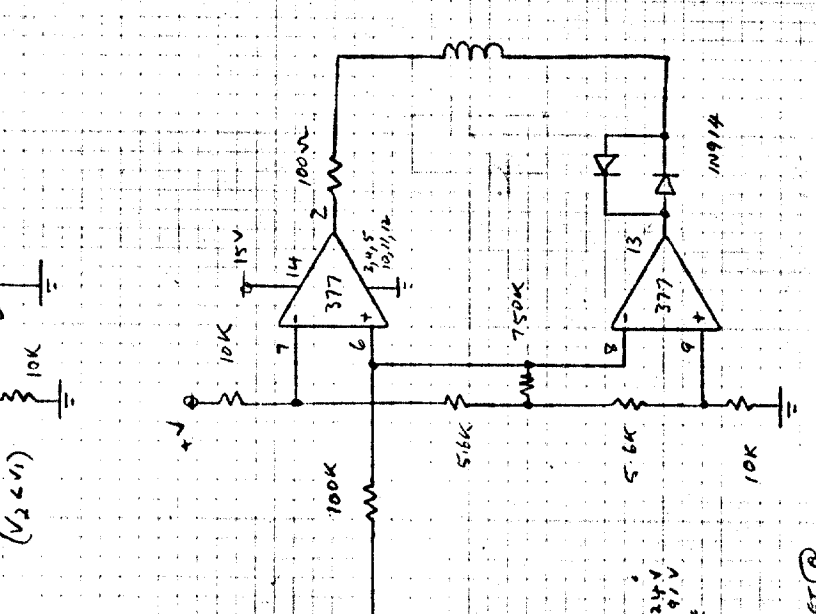 100Ω
2
15V
14
3,4,5
10,11,12
377
-
+
7
6
10K
+V
10K
(V2 < V1)
100K
5.6K
750K
1N914
13
377
-
+
8
9
5.6K
10K